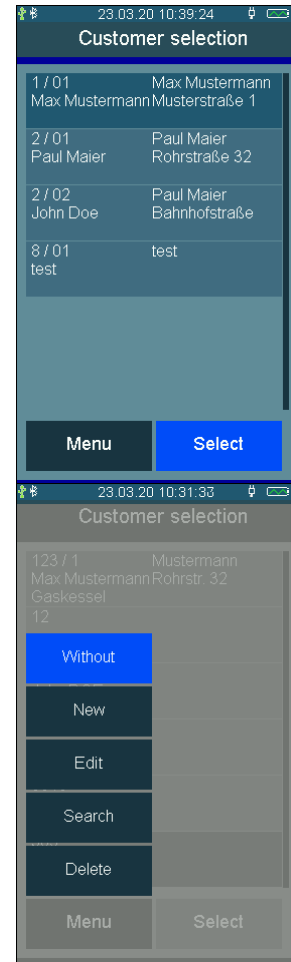 23.03.20 10:39:24
Customer selection
1 / 01 Max Mustermann
Max Mustermann Musterstraße 1
2 / 01 Paul Maier
Paul Maier Rohrstraße 32
2 / 02 Paul Maier
John Doe Bahnhofstraße
8 / 01 test
test
Menu Select
23.03.20 10:31:33
Customer selection
123 / 1 Mustermann
Max Mustermann Rohrstr. 32
Gaskessel
12
Without
New
Edit
Search
Delete
Menu Select